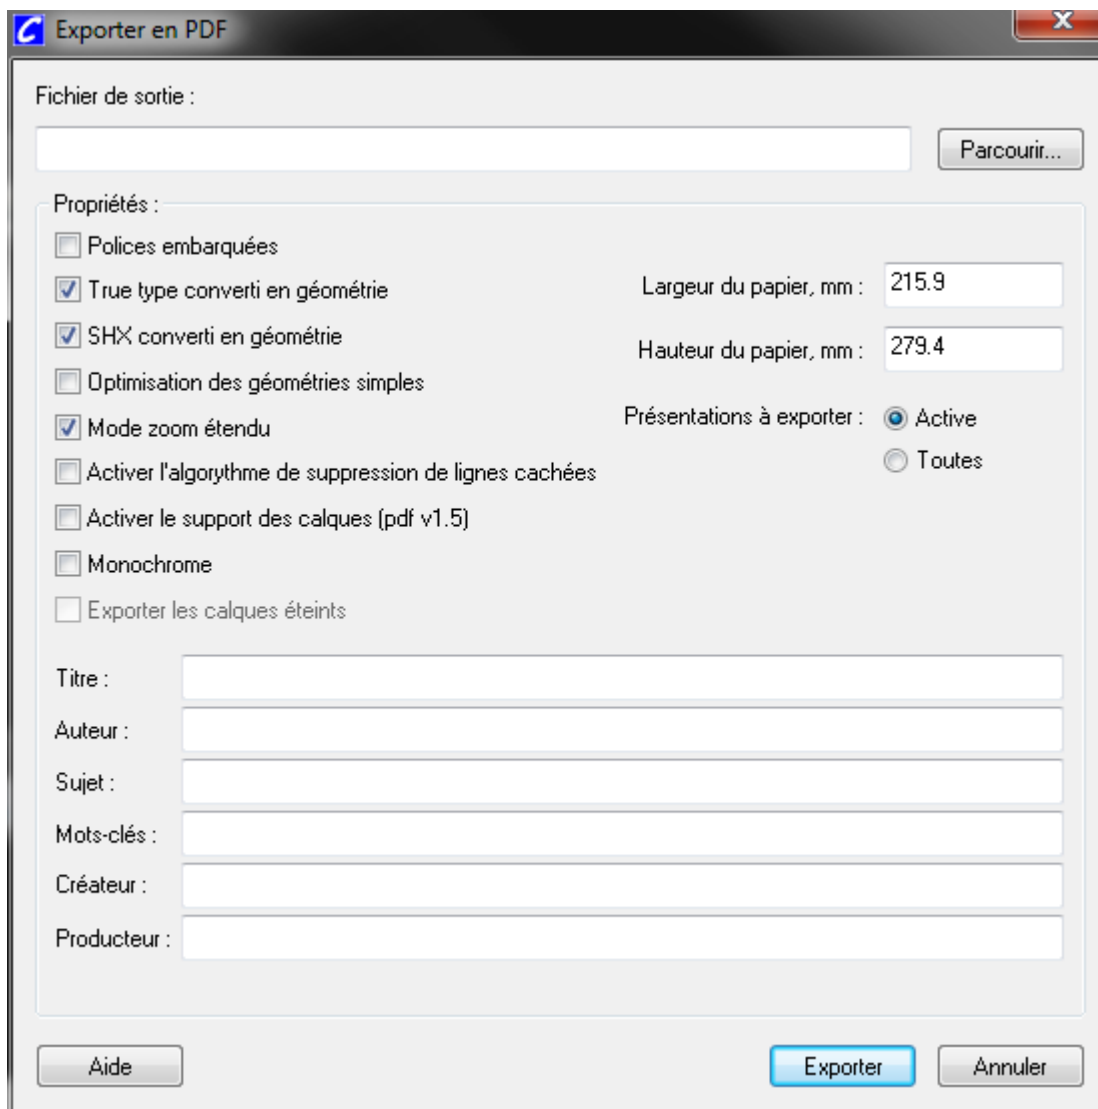 C Exporter en PDF
Fichier de sortie :
Parcourir...
Propriétés :
Polices embarquées
True type converti en géométrie
Largeur du papier, mm : 215.9
SHX converti en géométrie
Hauteur du papier, mm : 279.4
Optimisation des géométries simples
Mode zoom étendu
Présentations à exporter : Active
Toutes
Activer l'algorythme de suppression de lignes cachées
Activer le support des calques (pdf v1.5)
Monochrome
Exporter les calques éteints
Titre :
Auteur :
Sujet :
Mots-clés :
Créateur :
Producteur :
Aide
Exporter
Annuler